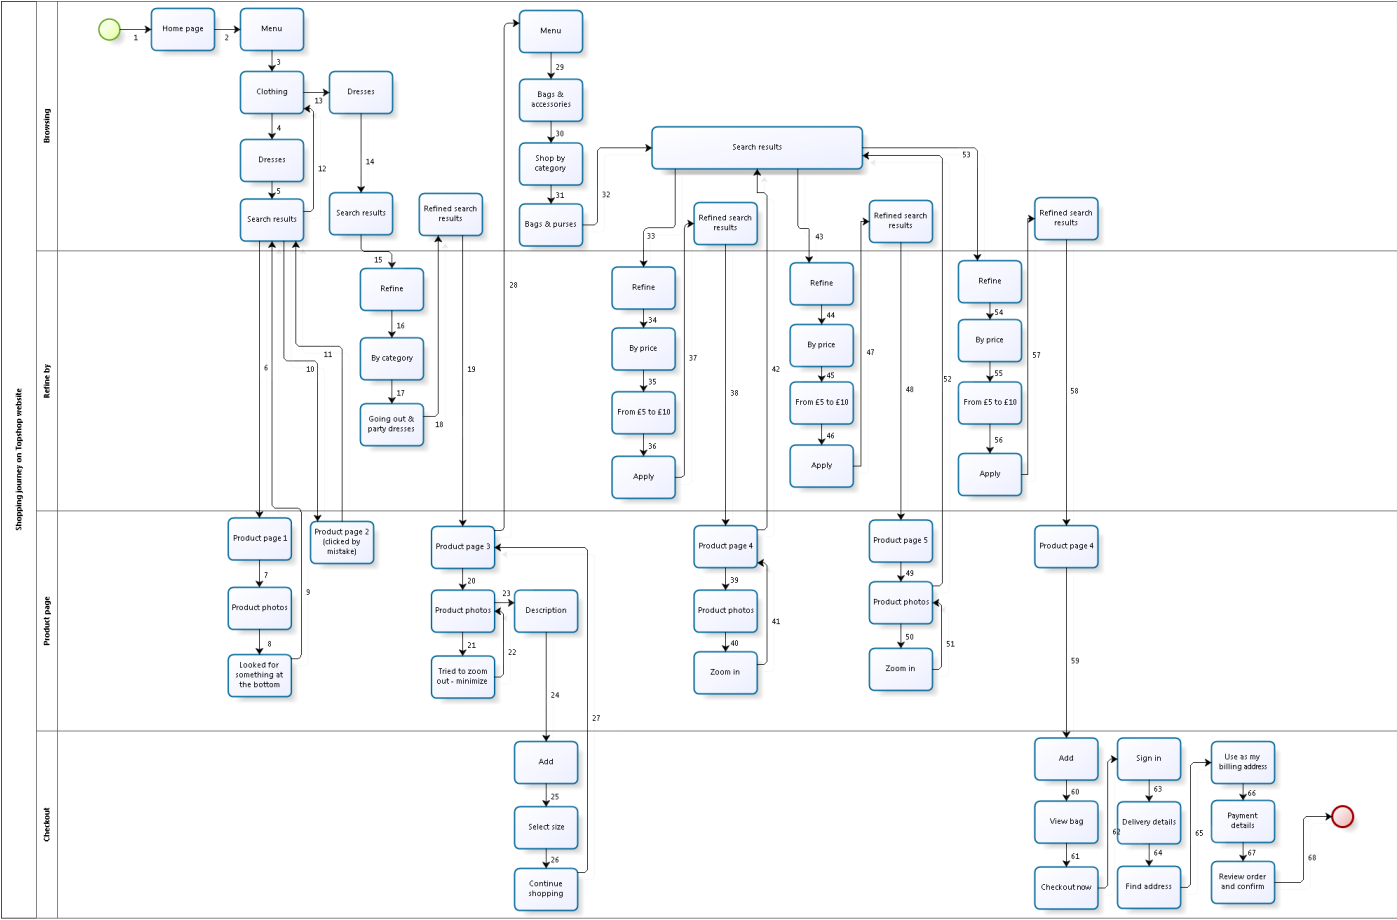 Shopping journey on Topshop website
Browsing
1
Home page
2
Menu
3
Clothing
13
Dresses
4
Dresses
5
Search results
12
14
Search results
Refined search
results
Menu
29
Bags &
accessories
30
Shop by
category
31
Bags & purses
32
Search results
53
33
Refined search
results
43
Refined search
results
Refined search
results
Refine by
6
10
11
15
Refine
16
By category
17
Going out &
party dresses
18
19
28
Refine
34
By price
35
From £5 to £10
36
Apply
37
38
42
Refine
44
By price
45
From £5 to £10
46
Apply
47
48
52
Refine
54
By price
55
From £5 to £10
56
Apply
57
58
Product page
Product page 1
7
Product photos
8
Looked for
something at
the bottom
9
Product page 2
(clicked by
mistake)
Product page 3
20
Product photos
23
Description
21
22
Tried to zoom
out - minimize
24
27
Product page 4
39
Product photos
40
41
Zoom in
Product page 5
49
Product photos
50
51
Zoom in
Product page 4
59
Checkout
Add
25
Select size
26
Continue
shopping
Add
60
View bag
61
Checkout now
62
Sign in
63
Delivery details
64
Find address
65
Use as my
billing address
66
Payment
details
67
Review order
and confirm
68